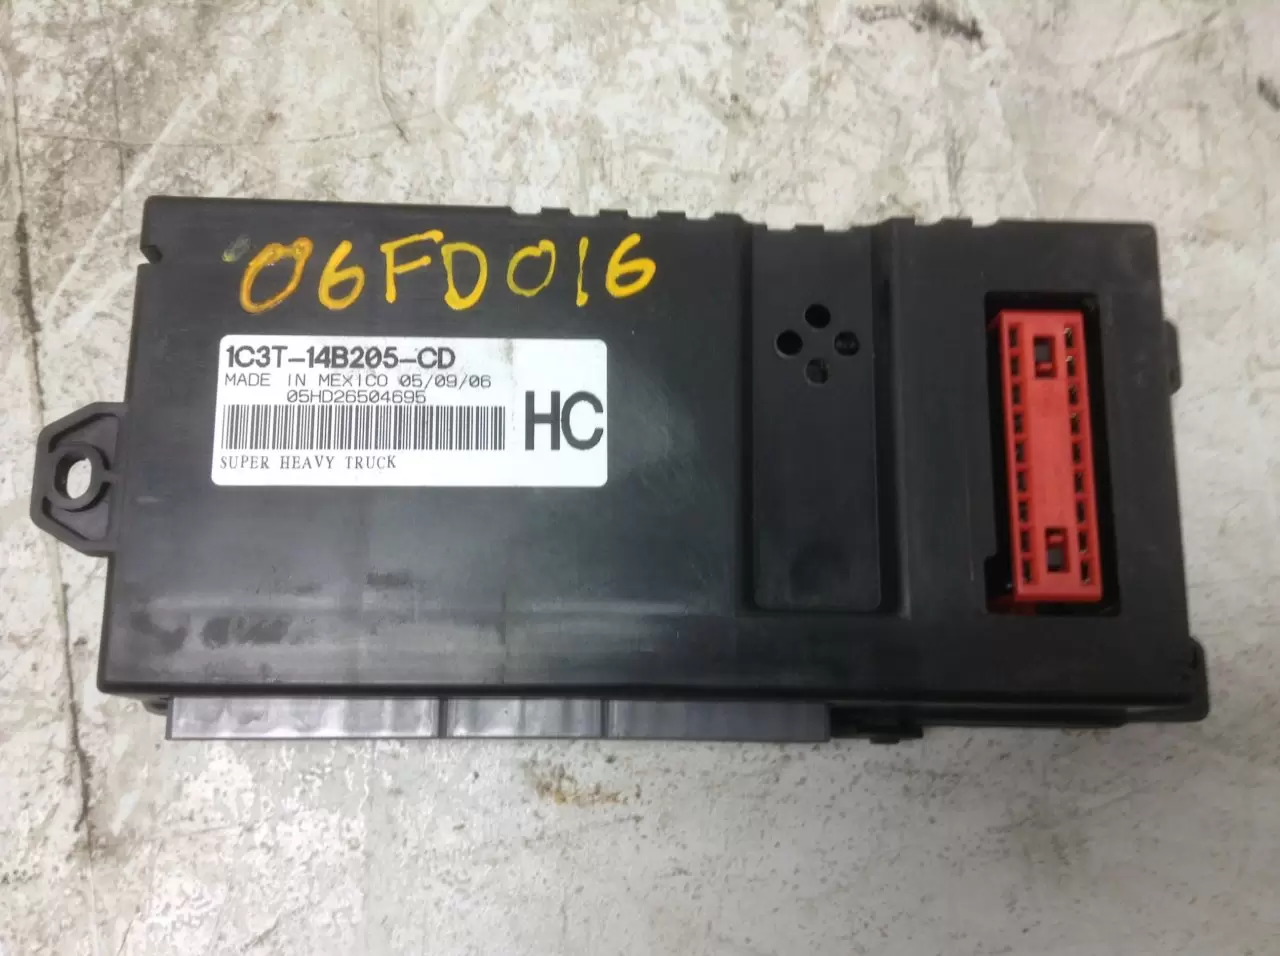 06FD016
1C3T-14B205-CD
MADE IN MEXICO 05/09/06
05HD26504695
HC
SUPER HEAVY TRUCK